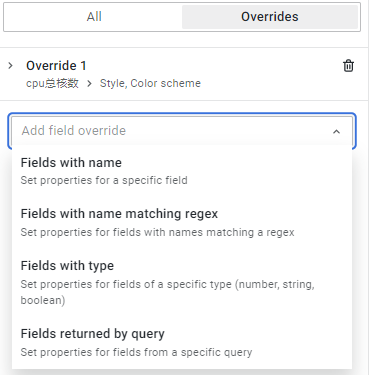 All
Overrides
Override 1
cpu总核数 > Style, Color scheme
Add field override
Fields with name
Set properties for a specific field
Fields with name matching regex
Set properties for fields with names matching a regex
Fields with type
Set properties for fields of a specific type (number, string,
boolean)
Fields returned by query
Set properties for fields from a specific query